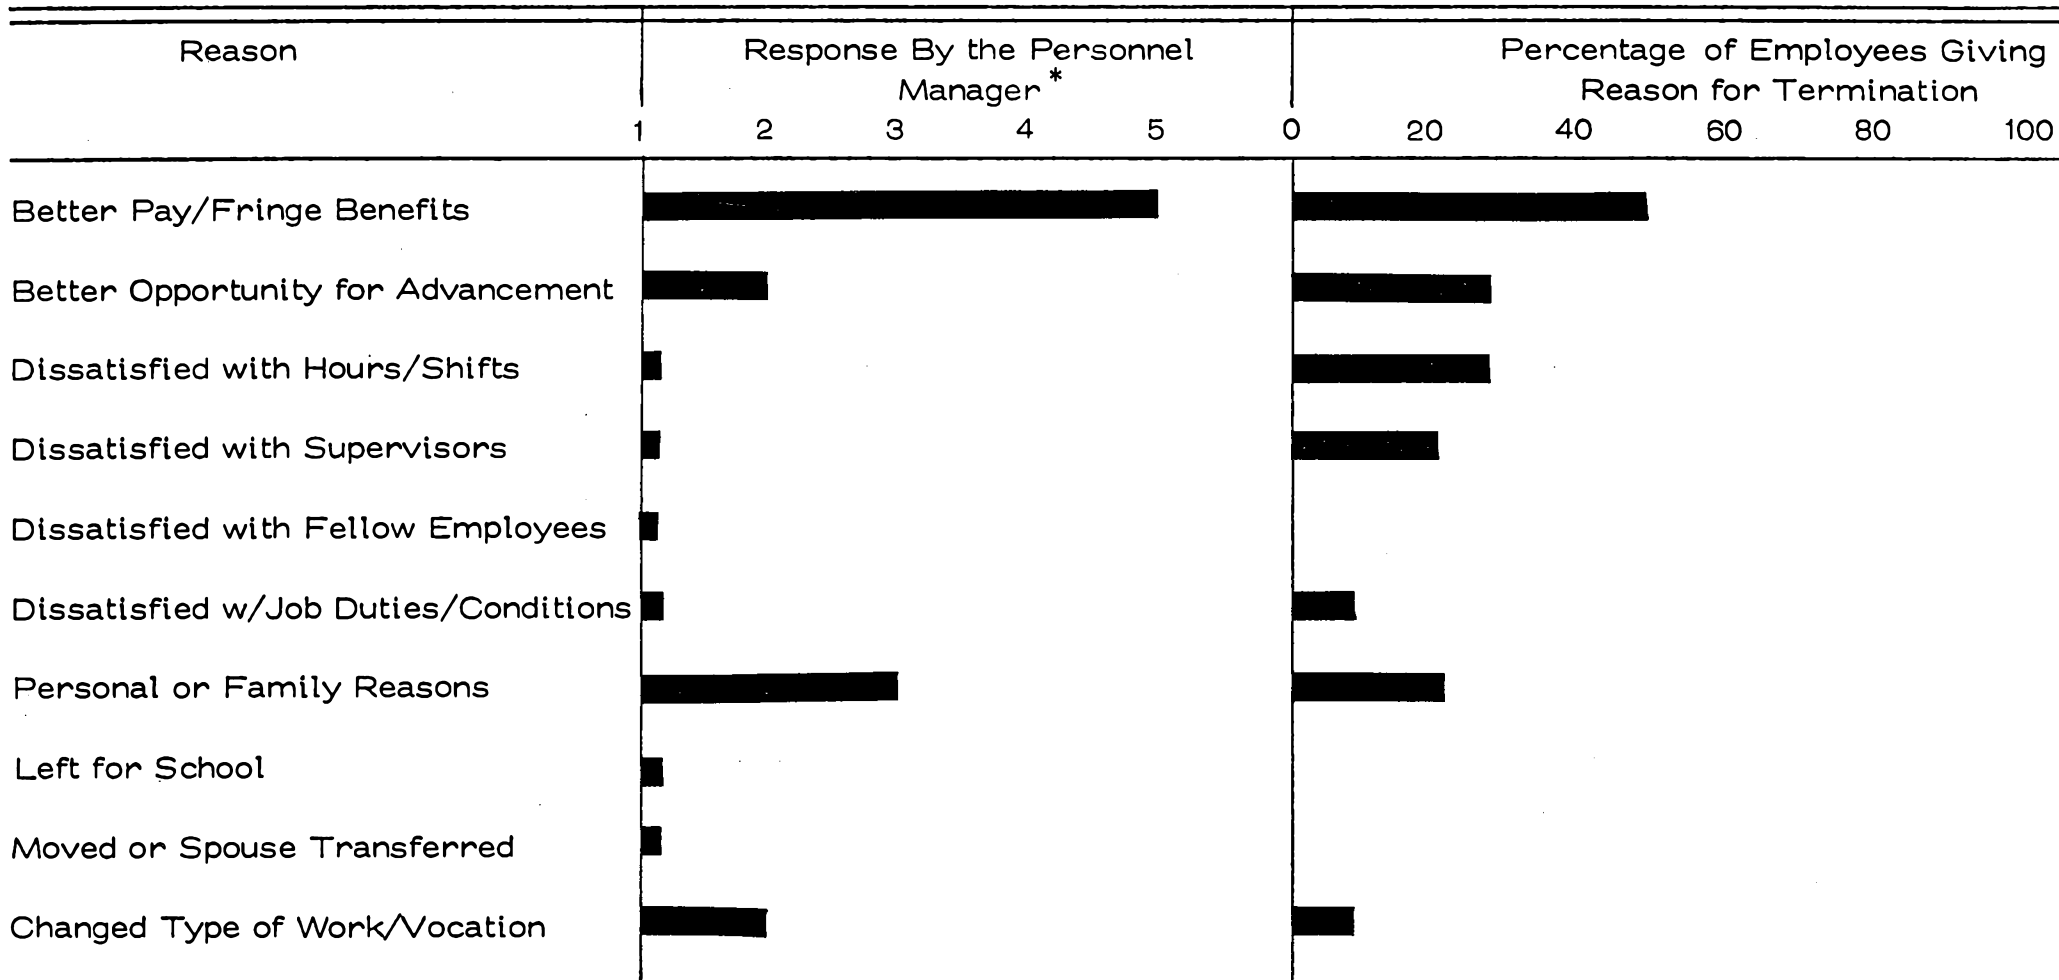 Reason
Response By the Personnel
Manager*
Percentage of Employees Giving
Reason for Termination
1 2 3 4 5
0 20 40 60 80 100
Better Pay/Fringe Benefits
Better Opportunity for Advancement
Dissatisfied with Hours/Shifts
Dissatisfied with Supervisors
Dissatisfied with Fellow Employees
Dissatisfied w/Job Duties/Conditions
Personal or Family Reasons
Left for School
Moved or Spouse Transferred
Changed Type of Work/Vocation